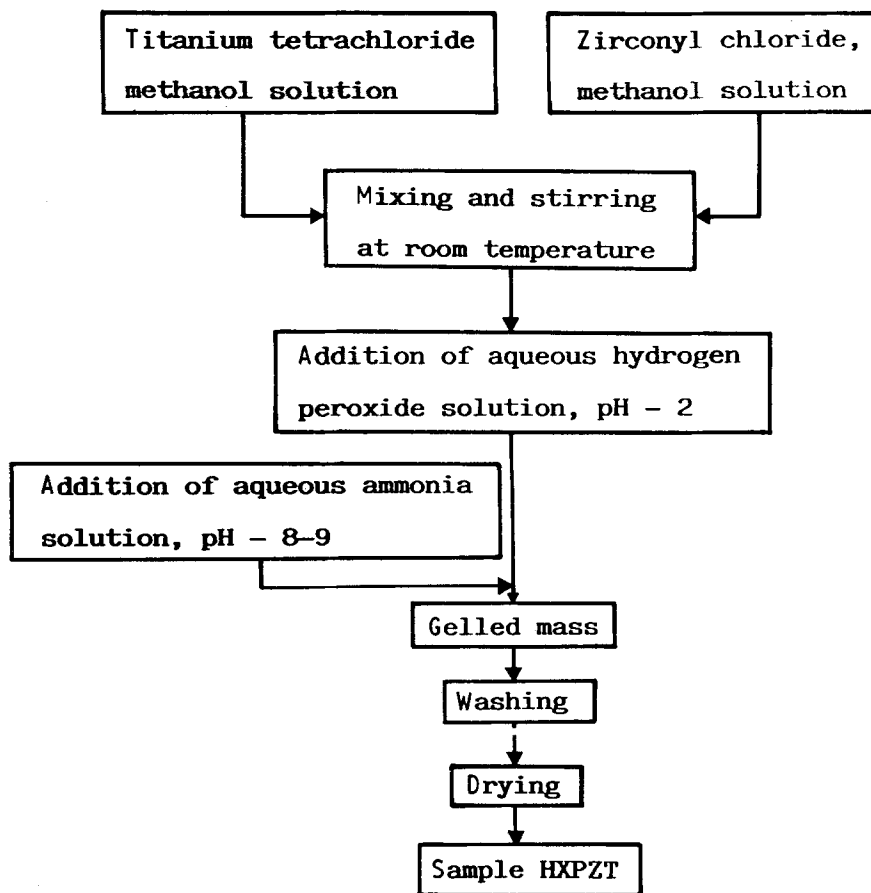 Titanium tetrachloride
methanol solution
Zirconyl chloride,
methanol solution
Mixing and stirring
at room temperature
Addition of aqueous hydrogen
peroxide solution, pH – 2
Addition of aqueous ammonia
solution, pH – 8–9
Gelled mass
Washing
Drying
Sample HXPZT